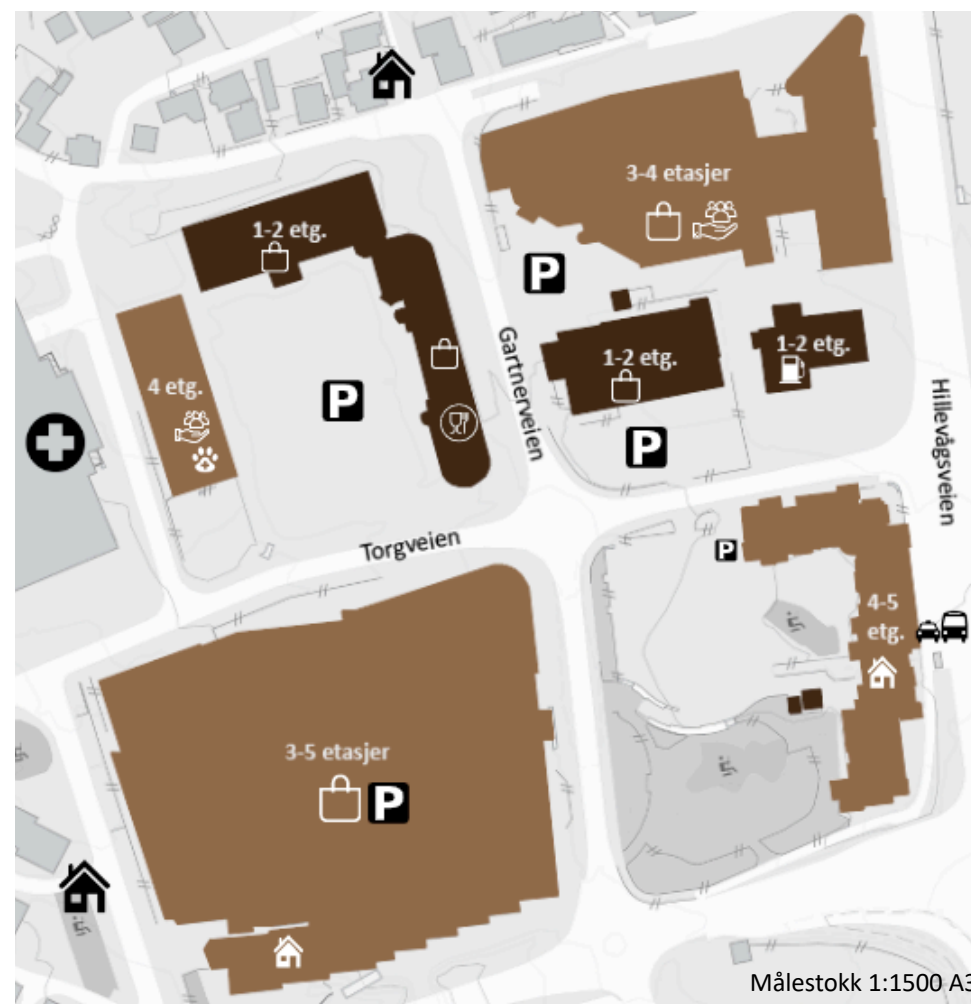 3-4 etasjer
1-2 etg.
P
Gartnerveien
1-2 etg.
1-2 etg.
4 etg.
P
Hillevågsveien
P
Torgveien
P
4-5
etg.
3-5 etasjer
P
Målestokk 1:1500 A3